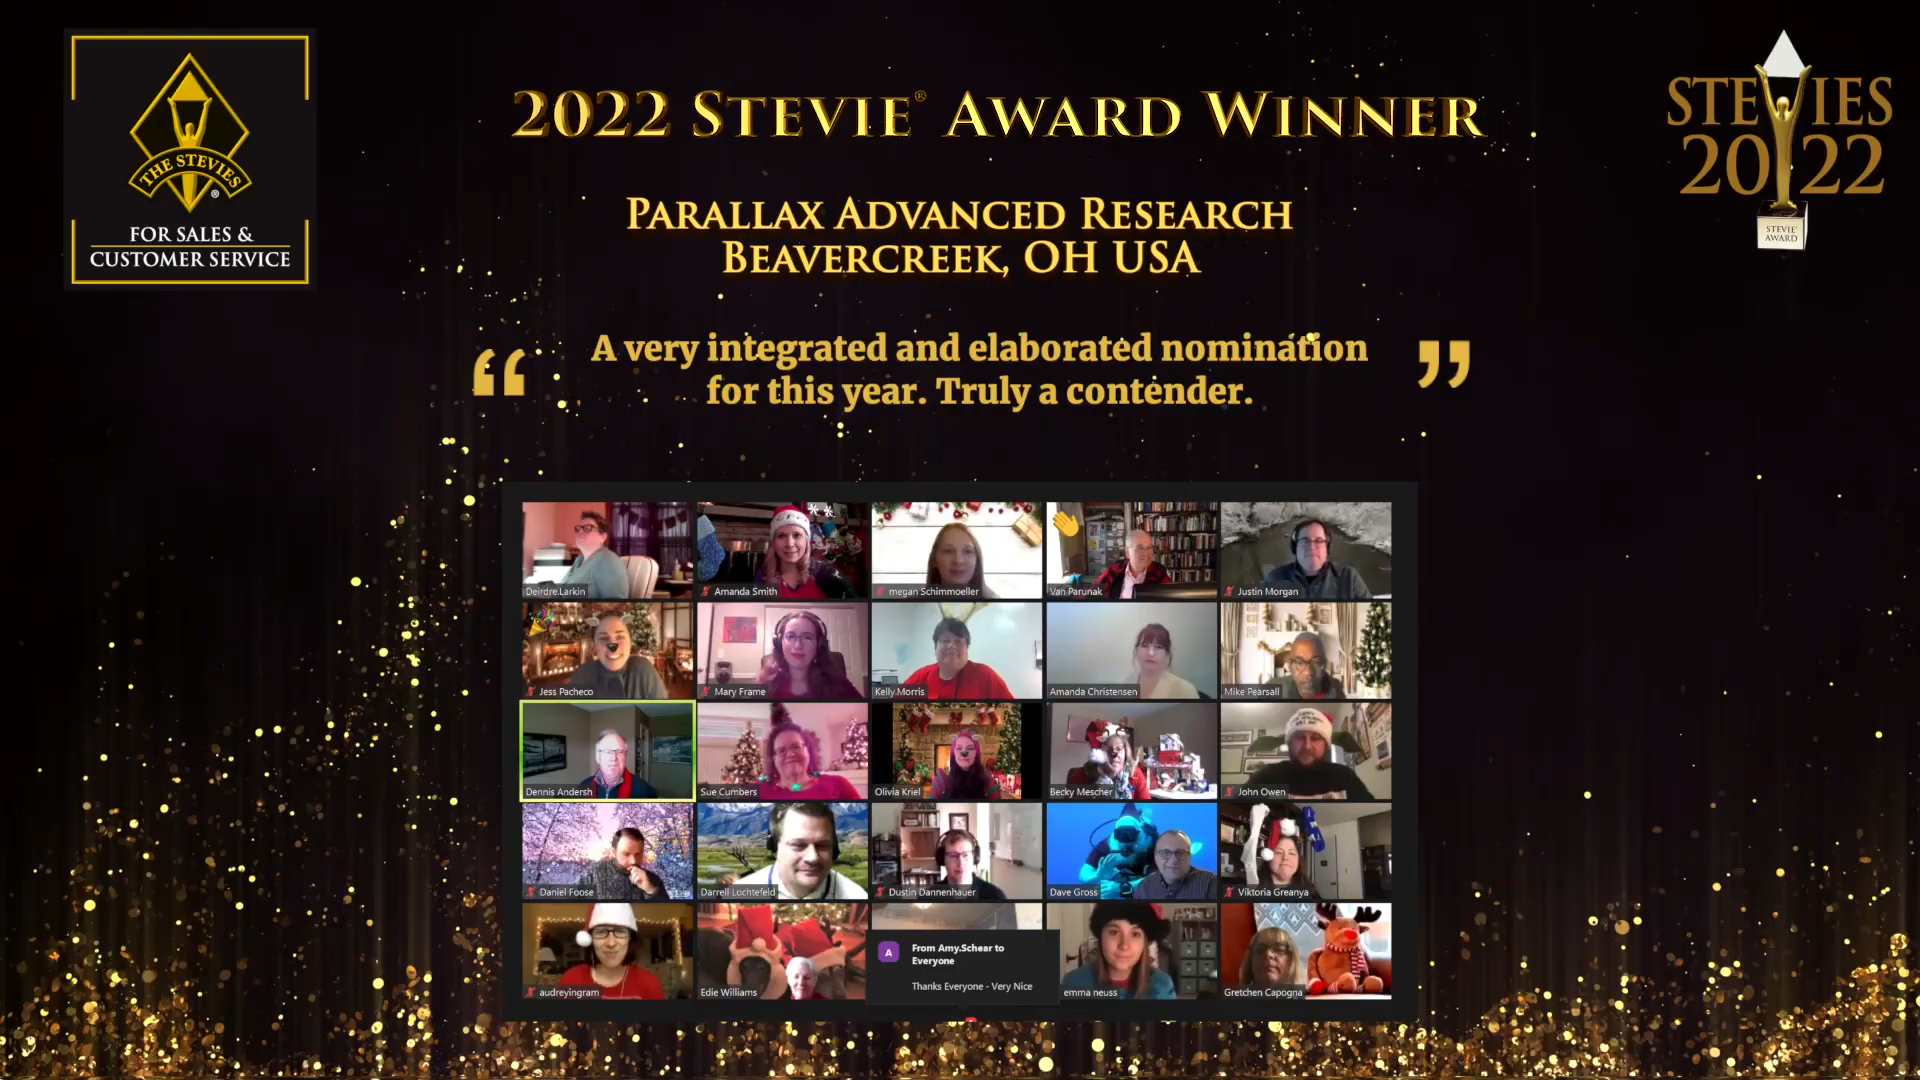 THE STEVIES
®
FOR SALES &
CUSTOMER SERVICE
2022 STEVIE® AWARD WINNER
STEVIES
2022
STEVIE®
AWARD
PARALLAX ADVANCED RESEARCH
BEAVERCREEK, OH USA
“ A very integrated and elaborated nomination
for this year. Truly a contender. ”
Deirdre.Larkin
Amanda Smith
megan Schimmoeller
Van Parunak
Justin Morgan
Jess Pacheco
Mary Frame
Kelly.Morris
Amanda Christensen
Mike Pearsall
Dennis Andersh
Sue Cumbers
Olivia Kriel
Becky Mescher
John Owen
Daniel Foose
Darrell Lochtefeld
Dustin Dannenhauer
Dave Gross
Viktoria Greanya
audreyingram
Edie Williams
A
From Amy.Schear to
Everyone
Thanks Everyone - Very Nice
emma neuss
Gretchen Capogna